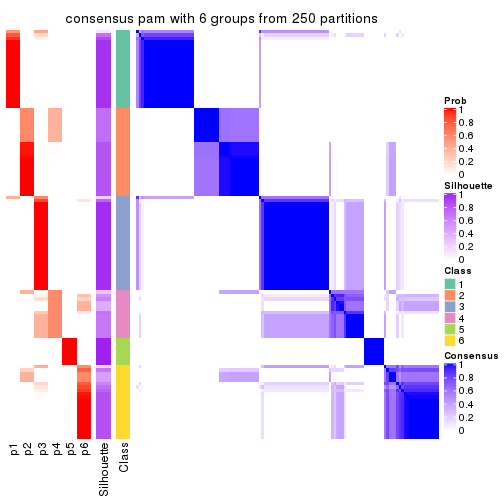 consensus pam with 6 groups from 250 partitions
Prob
1
0.8
0.6
0.4
0.2
0
Silhouette
1
0.8
0.6
0.4
0.2
0
Class
1
2
3
4
5
6
Consensus
1
0.8
0.6
0.4
0.2
0
p1
p2
p3
p4
p5
p6
Silhouette
Class